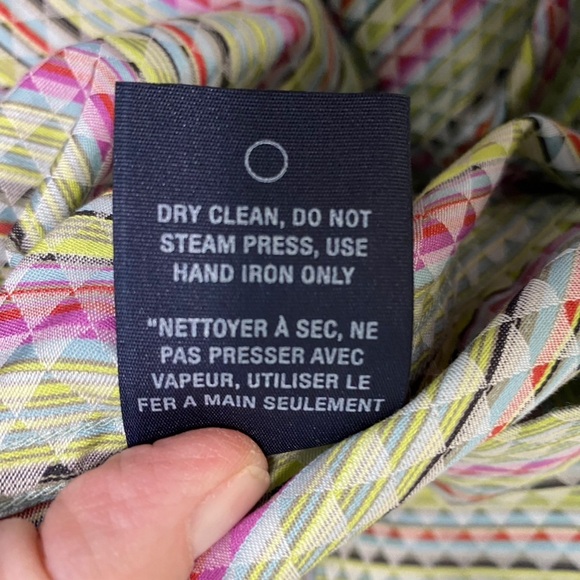 DRY CLEAN, DO NOT
STEAM PRESS, USE
HAND IRON ONLY
"NETTOYER À SEC, NE
PAS PRESSER AVEC
VAPEUR, UTILISER LE
FER A MAIN SEULEMENT